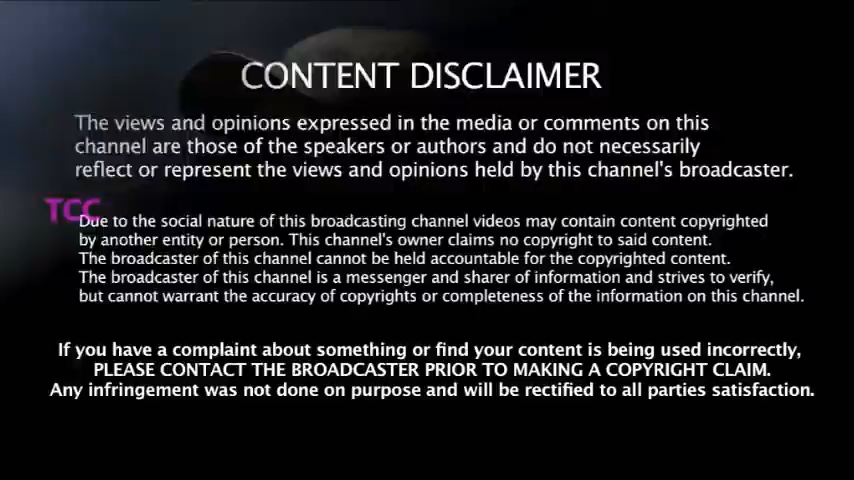 CONTENT DISCLAIMER
The views and opinions expressed in the media or comments on this
channel are those of the speakers or authors and do not necessarily
reflect or represent the views and opinions held by this channel's broadcaster.
TCC
Due to the social nature of this broadcasting channel videos may contain content copyrighted
by another entity or person. This channel's owner claims no copyright to said content.
The broadcaster of this channel cannot be held accountable for the copyrighted content.
The broadcaster of this channel is a messenger and sharer of information and strives to verify,
but cannot warrant the accuracy of copyrights or completeness of the information on this channel.
If you have a complaint about something or find your content is being used incorrectly,
PLEASE CONTACT THE BROADCASTER PRIOR TO MAKING A COPYRIGHT CLAIM.
Any infringement was not done on purpose and will be rectified to all parties satisfaction.